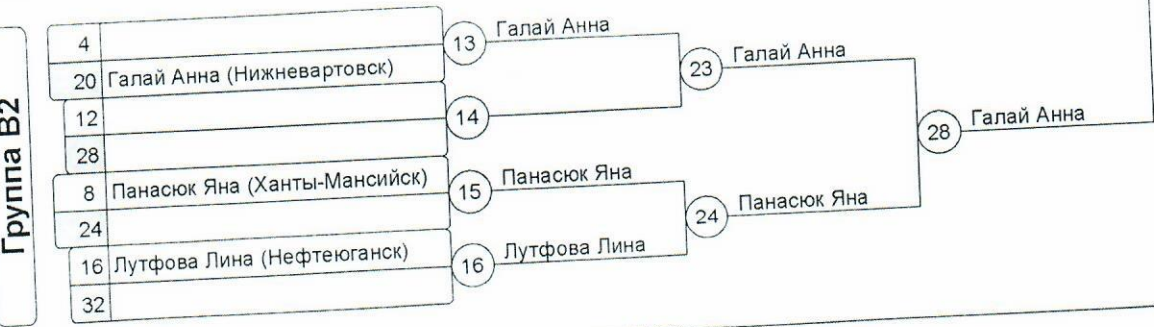 Группа B2
4
20 Галай Анна (Нижневартовск)
12
28
8 Панасюк Яна (Ханты-Мансийск)
24
16 Лутфова Лина (Нефтеюганск)
32
13 Галай Анна
14
15 Панасюк Яна
16 Лутфова Лина
23 Галай Анна
24 Панасюк Яна
28 Галай Анна